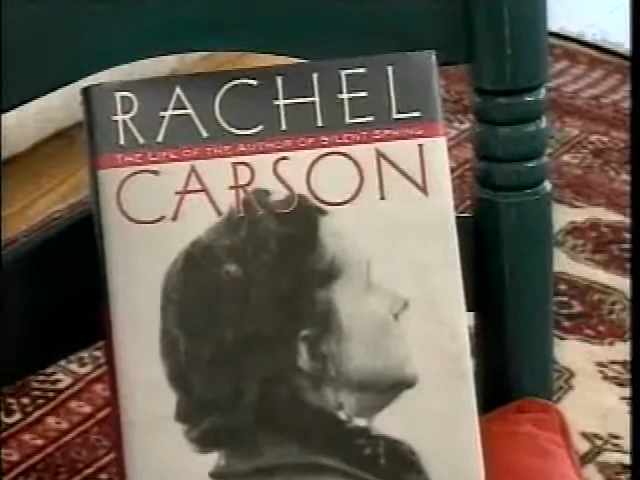 RACHEL
THE LIFE OF THE AUTHOR OF SILENT SPRING
CARSON